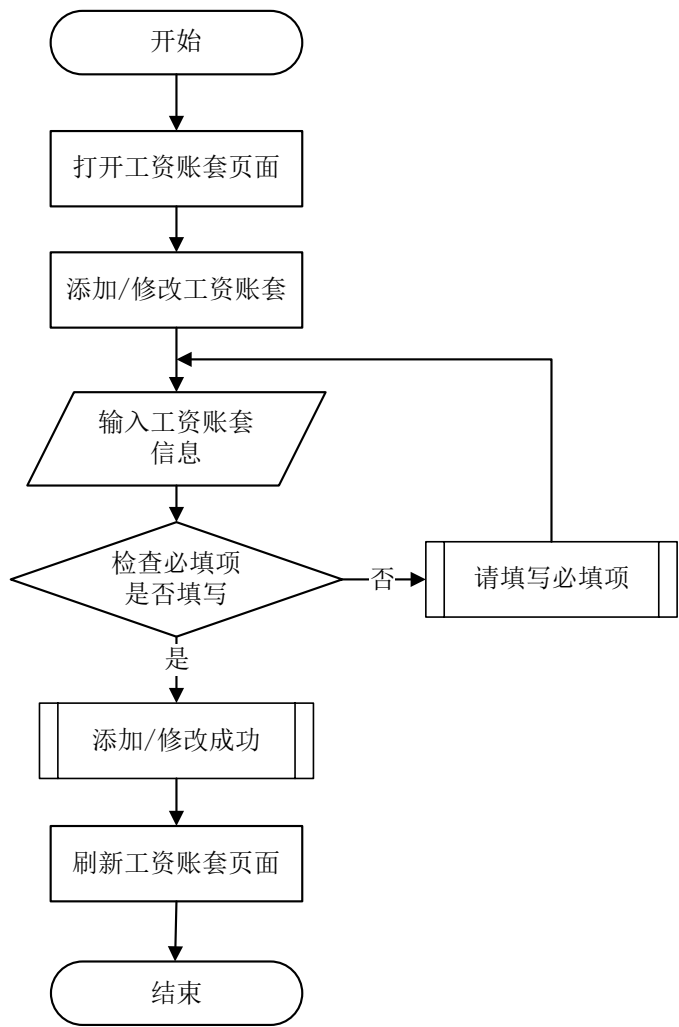 开始
打开工资账套页面
添加/修改工资账套
输入工资账套
信息
检查必填项
是否填写
否
请填写必填项
是
添加/修改成功
刷新工资账套页面
结束